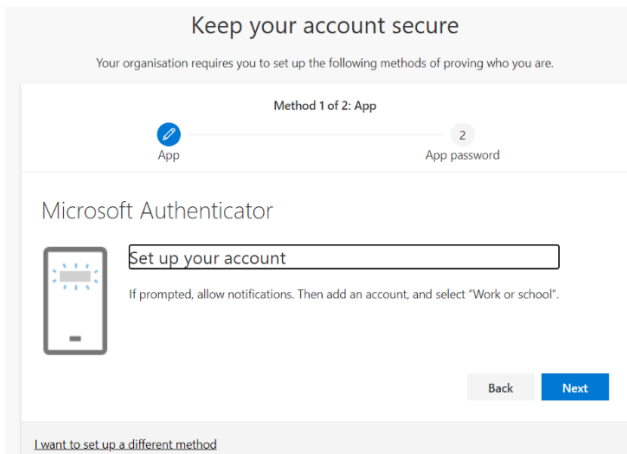 Keep your account secure
Your organisation requires you to set up the following methods of proving who you are.
Method 1 of 2: App
2
App
App password
Microsoft Authenticator
Set up your account
If prompted, allow notifications. Then add an account, and select “Work or school”.
Back
Next
I want to set up a different method